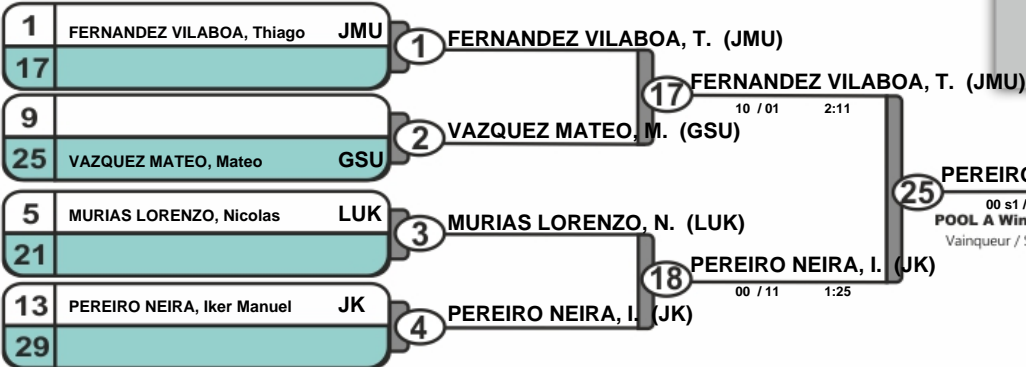 1 FERNANDEZ VILABOA, Thiago JMU
17
1 FERNANDEZ VILABOA, T. (JMU)
17 FERNANDEZ VILABOA, T. (JMU)
10 / 01 2:11
9
25 VAZQUEZ MATEO, Mateo GSU
2 VAZQUEZ MATEO, M. (GSU)
25 PEREIRO
00 s1 /
POOL A Win
Vainqueur / S
5 MURIAS LORENZO, Nicolas LUK
21
3 MURIAS LORENZO, N. (LUK)
18 PEREIRO NEIRA, I. (JK)
00 / 11 1:25
13 PEREIRO NEIRA, Iker Manuel JK
29
4 PEREIRO NEIRA, I. (JK)